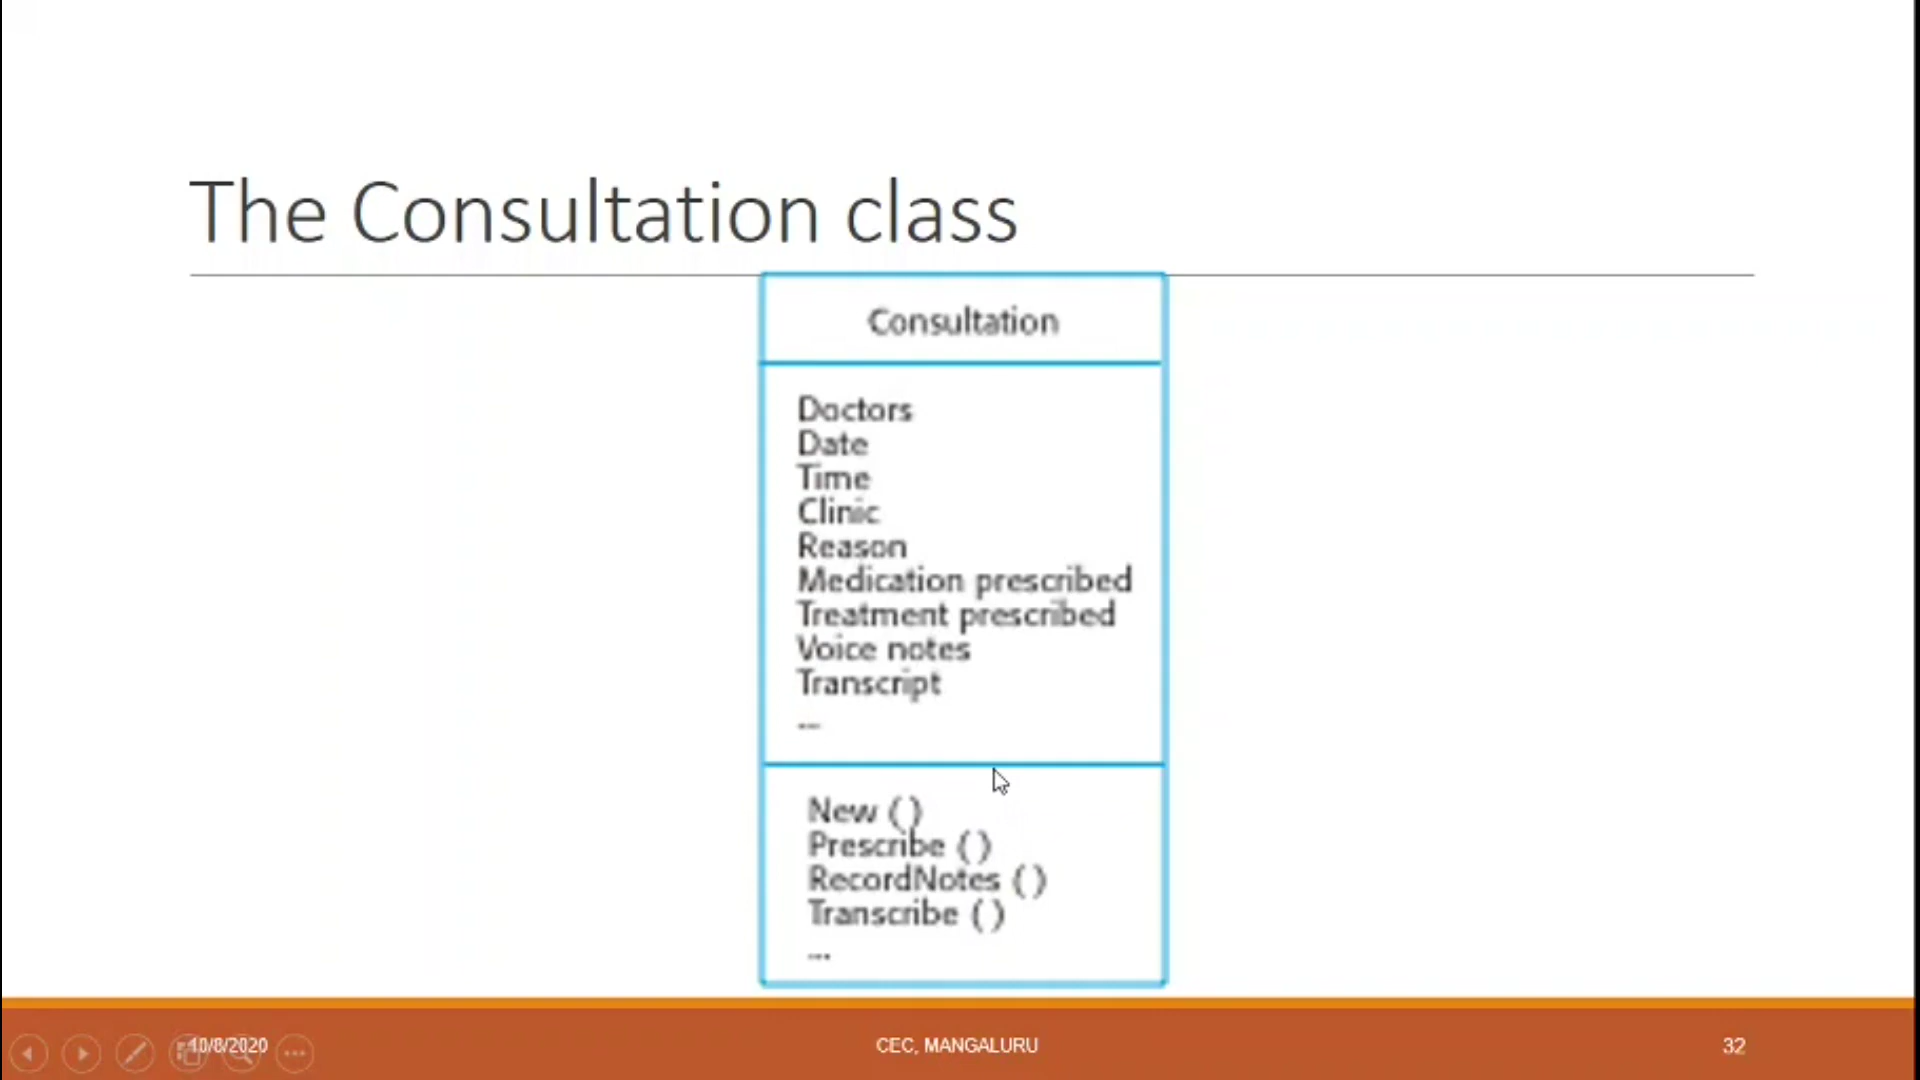 The Consultation class
Consultation
Doctors
Date
Time
Clinic
Reason
Medication prescribed
Treatment prescribed
Voice notes
Transcript
...
New ( )
Prescribe ( )
RecordNotes ( )
Transcribe ( )
...
10/8/2020
CEC, MANGALURU
32